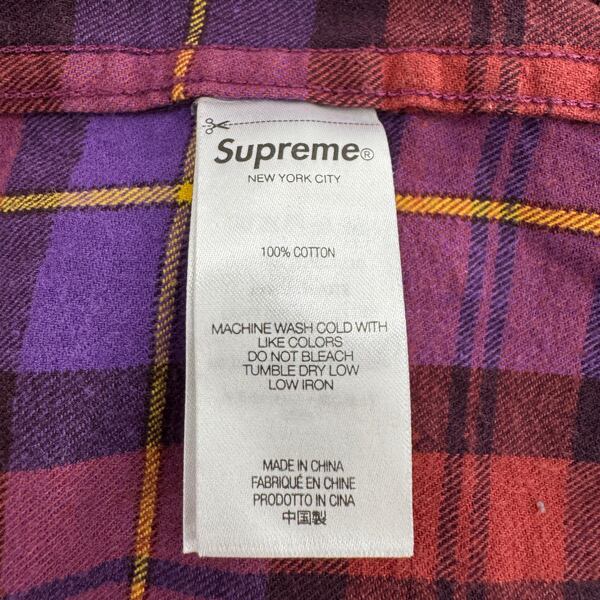 Supreme®
NEW YORK CITY
100% COTTON
MACHINE WASH COLD WITH
LIKE COLORS
DO NOT BLEACH
TUMBLE DRY LOW
LOW IRON
MADE IN CHINA
FABRIQUÉ EN CHINE
PRODOTTO IN CINA
中国製